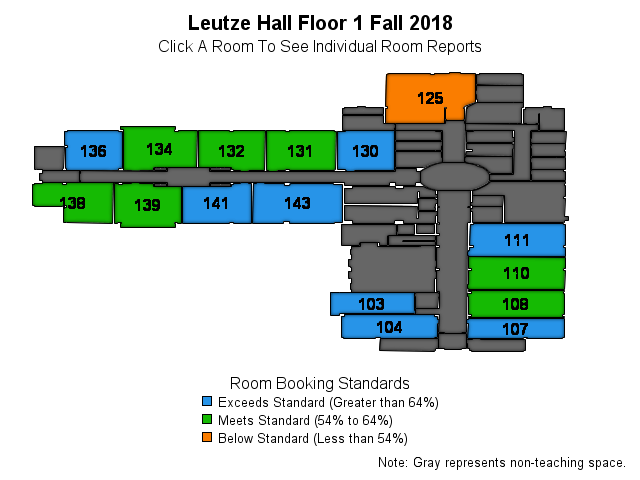 Leutze Hall Floor 1 Fall 2018
Click A Room To See Individual Room Reports
125
136
134
132
131
130
138
139
141
143
111
110
108
103
104
107
Room Booking Standards
Exceeds Standard (Greater than 64%)
Meets Standard (54% to 64%)
Below Standard (Less than 54%)
Note: Gray represents non-teaching space.